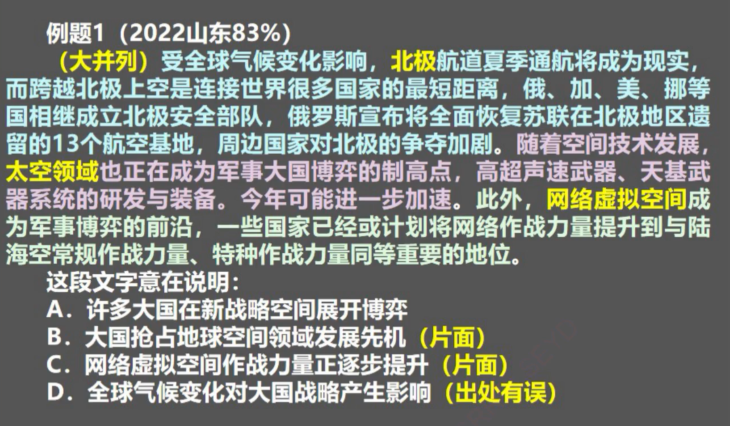 例题1（2022山东83%）
（大并列）受全球气候变化影响，北极航道夏季通航将成为现实，
而跨越北极上空是连接世界很多国家的最短距离，俄、加、美、挪等
国相继成立北极安全部队，俄罗斯宣布将全面恢复苏联在北极地区遗
留的13个航空基地，周边国家对北极的争夺加剧。随着空间技术发展，
太空领域也正在成为军事大国博弈的制高点，高超声速武器、天基武
器系统的研发与装备。今年可能进一步加速。此外，网络虚拟空间成
为军事博弈的前沿，一些国家已经或计划将网络作战力量提升到与陆
海空常规作战力量、特种作战力量同等重要的地位。
这段文字意在说明：
A．许多大国在新战略空间展开博弈
B．大国抢占地球空间领域发展先机（片面）
C．网络虚拟空间作战力量正逐步提升（片面）
D．全球气候变化对大国战略产生影响（出处有误）